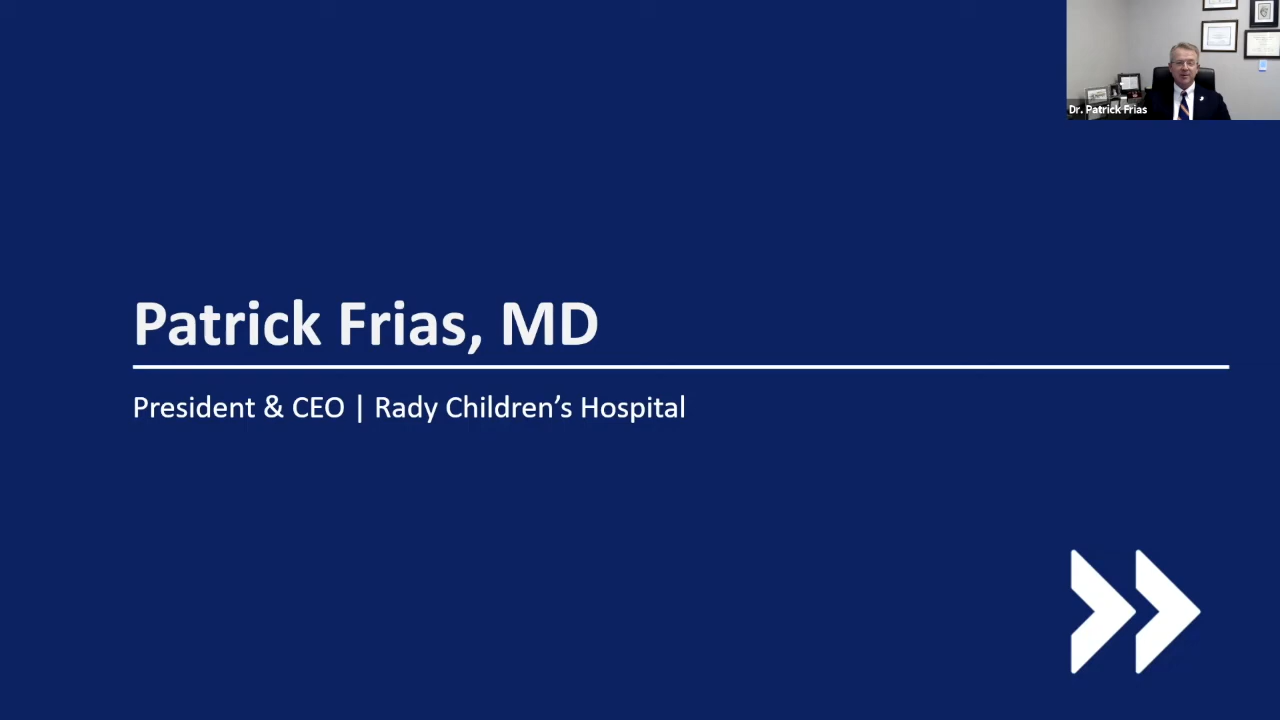 Dr. Patrick Frias
Patrick Frias, MD
President & CEO | Rady Children’s Hospital